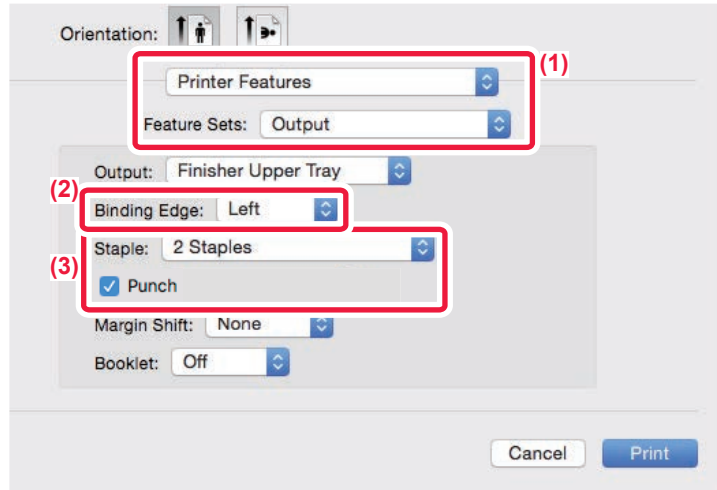 Orientation:
(1)
Printer Features
Feature Sets: Output
Output: Finisher Upper Tray
(2)
Binding Edge: Left
Staple: 2 Staples
(3)
Punch
Margin Shift: None
Booklet: Off
Cancel Print